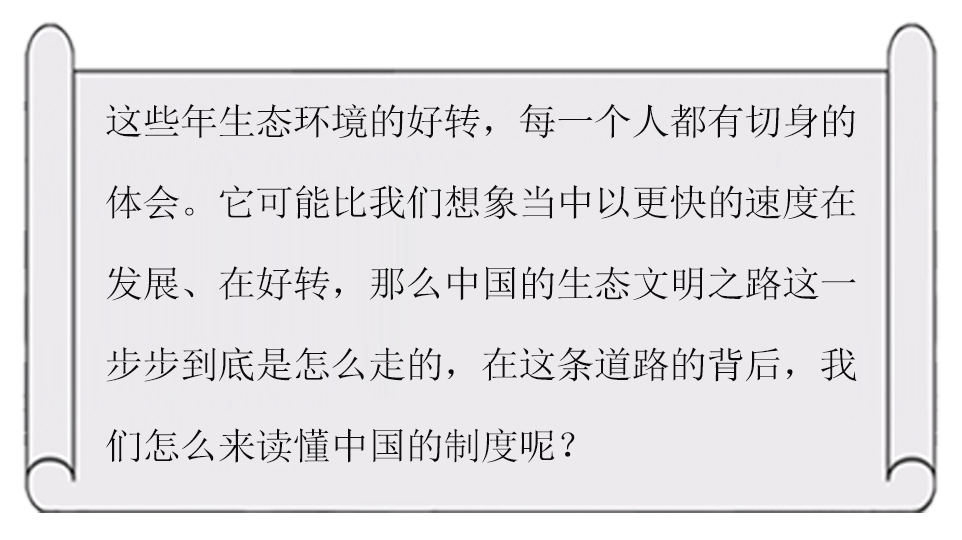 这些年生态环境的好转，每一个人都有切身的
体会。它可能比我们想象当中以更快的速度在
发展、在好转，那么中国的生态文明之路这一
步步到底是怎么走的，在这条道路的背后，我
们怎么来读懂中国的制度呢？